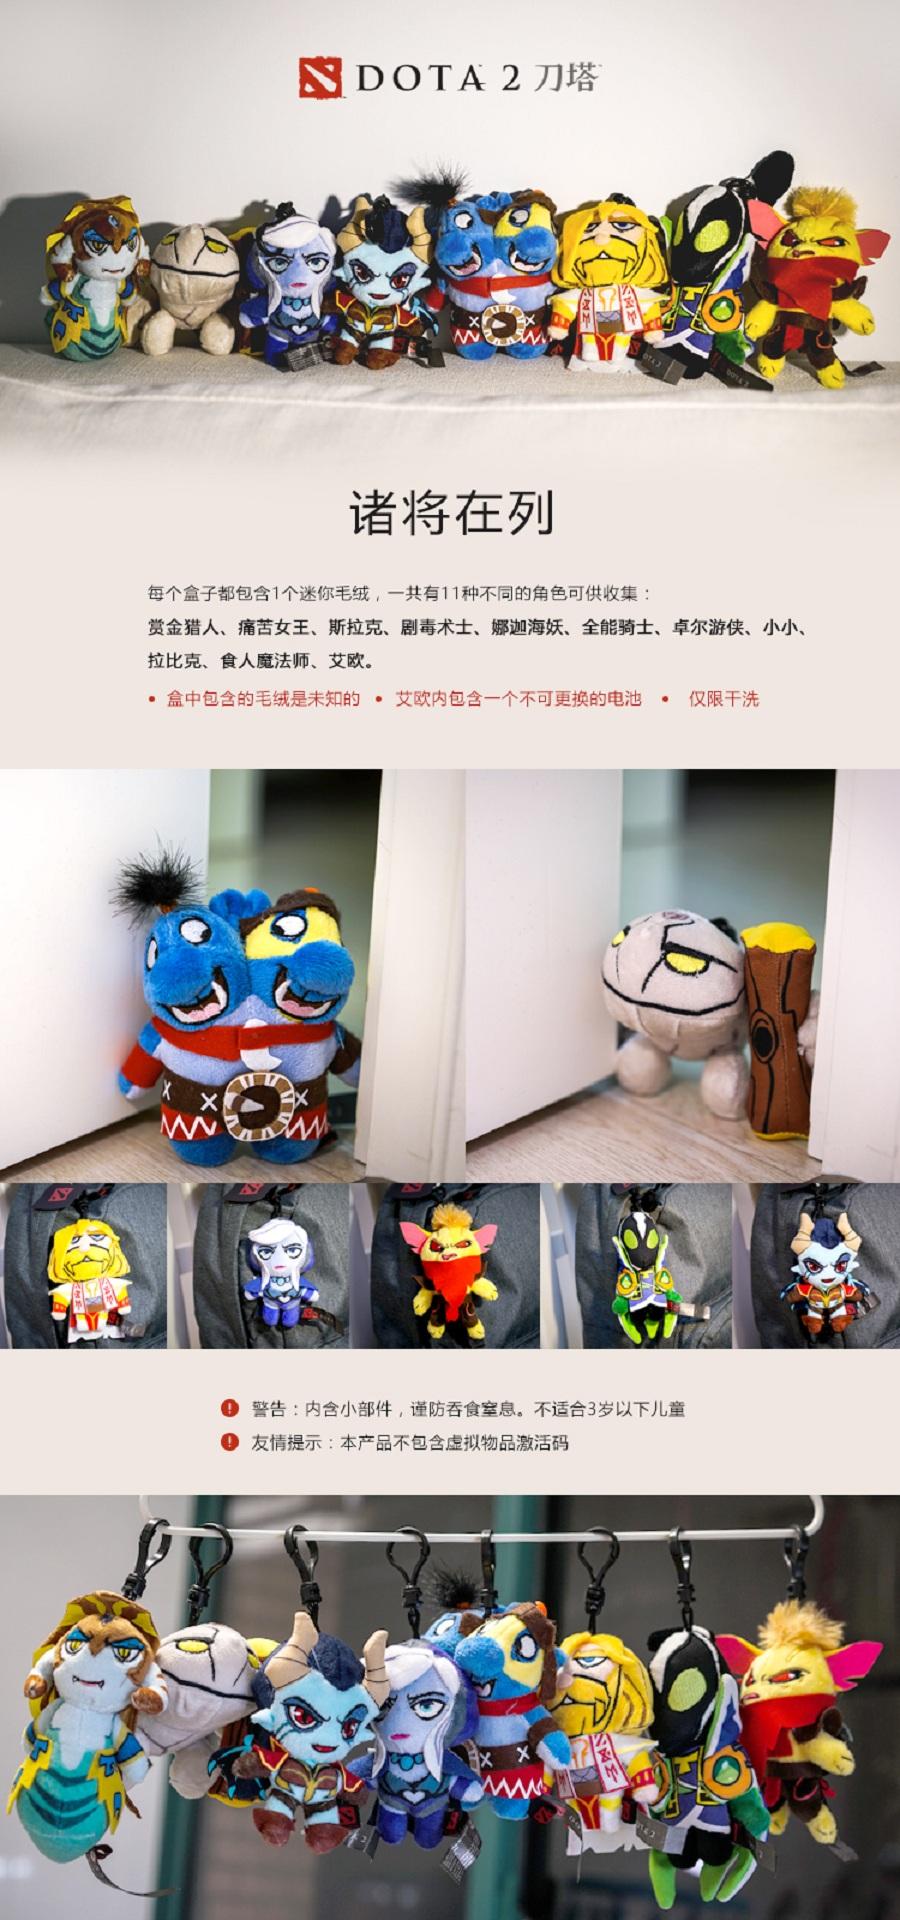 DOTA 2 刀塔
DOTA 2
DOTA 2
诸将在列
每个盒子都包含1个迷你毛绒，一共有11种不同的角色可供收集：
赏金猎人、痛苦女王、斯拉克、剧毒术士、娜迦海妖、全能骑士、卓尔游侠、小小、
拉比克、食人魔法师、艾欧。
• 盒中包含的毛绒是未知的 • 艾欧内包含一个不可更换的电池 • 仅限干洗
警告：内含小部件，谨防吞食窒息。不适合3岁以下儿童
友情提示：本产品不包含虚拟物品激活码